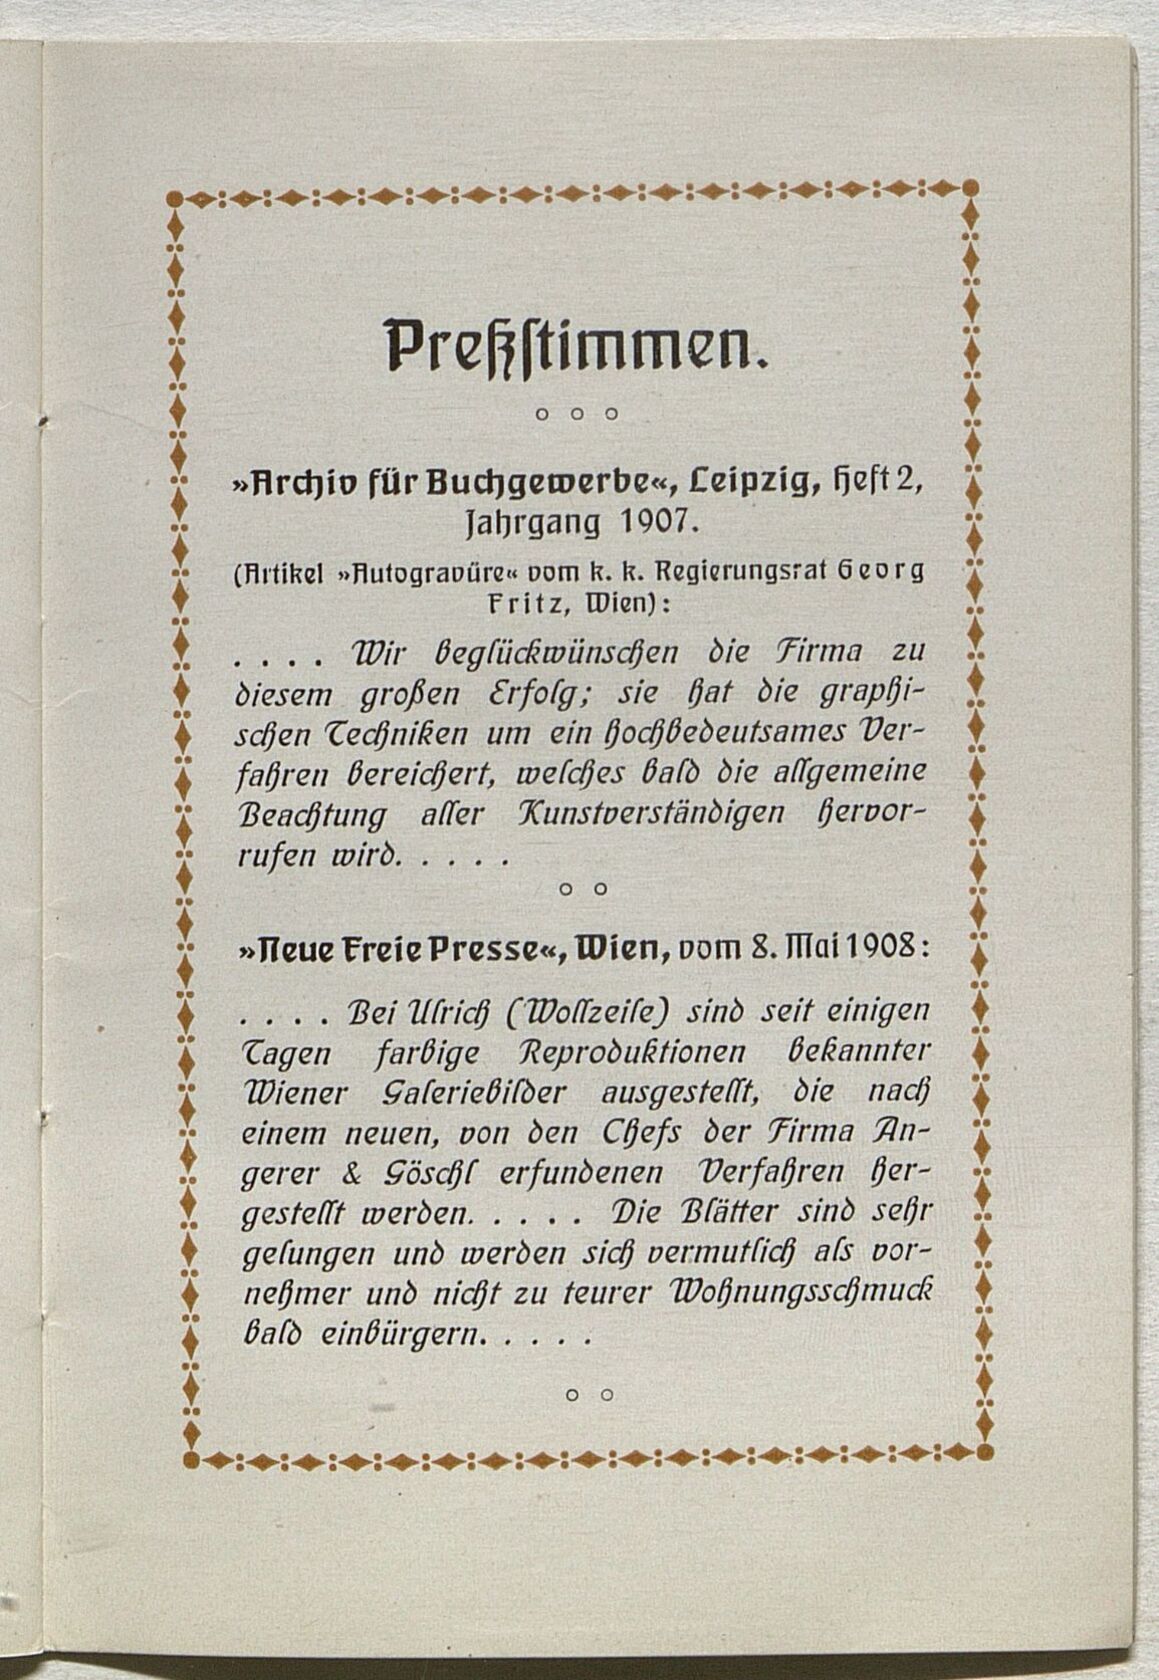 Preßstimmen.
○ ○ ○
»Archiv für Buchgewerbe«, Leipzig, Heft 2,
Jahrgang 1907.
(Artikel »Autogravüre« vom k. k. Regierungsrat Georg
Fritz, Wien):
. . . . Wir beglückwünschen die Firma zu
diesem großen Erfolg; sie hat die graphi-
schen Techniken um ein hochbedeutsames Ver-
fahren bereichert, welches bald die allgemeine
Beachtung aller Kunstverständigen hervor-
rufen wird. . . . .
○ ○
»Neue Freie Presse«, Wien, vom 8. Mai 1908:
. . . . Bei Ulrich (Wollzeile) sind seit einigen
Tagen farbige Reproduktionen bekannter
Wiener Galeriebilder ausgestellt, die nach
einem neuen, von den Chefs der Firma An-
gerer & Göschl erfundenen Verfahren her-
gestellt werden. . . . . Die Blätter sind sehr
gelungen und werden sich vermutlich als vor-
nehmer und nicht zu teurer Wohnungsschmuck
bald einbürgern. . . . .
○ ○